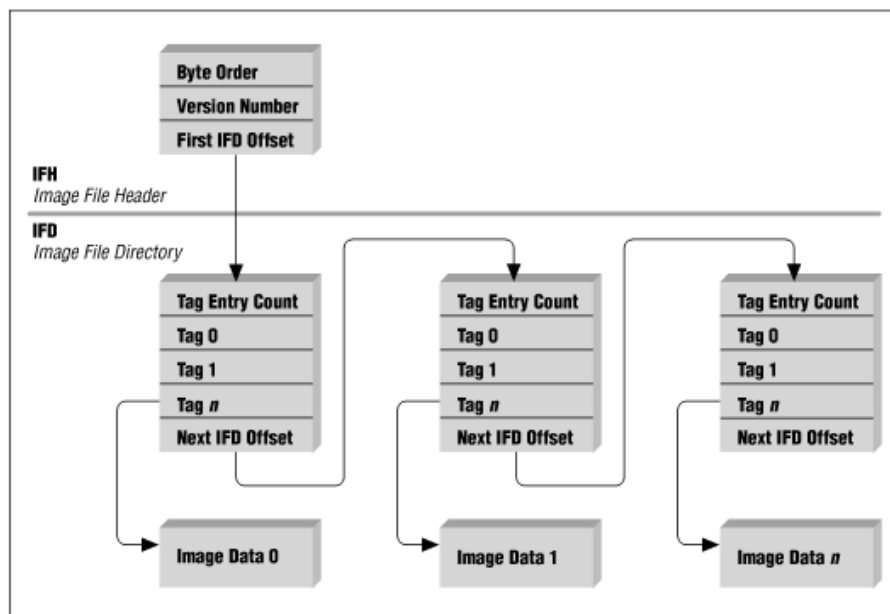 Byte Order
Version Number
First IFD Offset
IFH
Image File Header
IFD
Image File Directory
Tag Entry Count
Tag 0
Tag 1
Tag n
Next IFD Offset
Tag Entry Count
Tag 0
Tag 1
Tag n
Next IFD Offset
Tag Entry Count
Tag 0
Tag 1
Tag n
Next IFD Offset
Image Data 0
Image Data 1
Image Data n